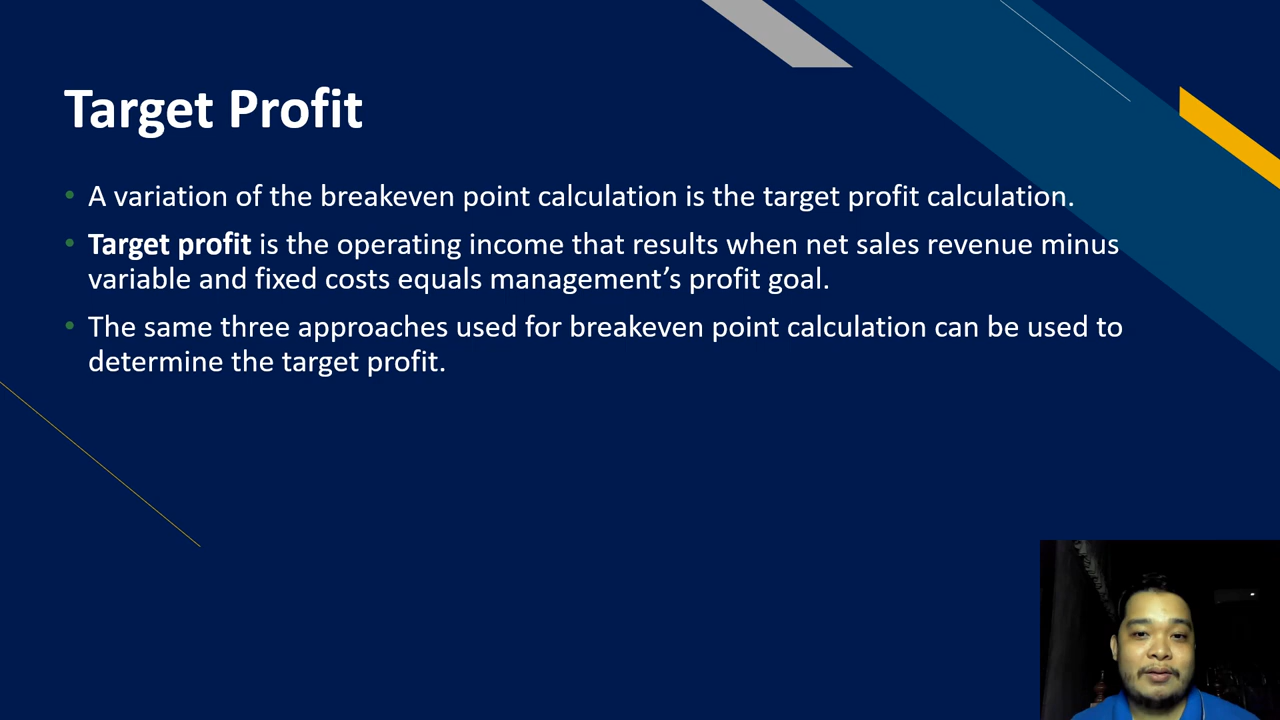 Target Profit
• A variation of the breakeven point calculation is the target profit calculation.
• Target profit is the operating income that results when net sales revenue minus
variable and fixed costs equals management’s profit goal.
• The same three approaches used for breakeven point calculation can be used to
determine the target profit.